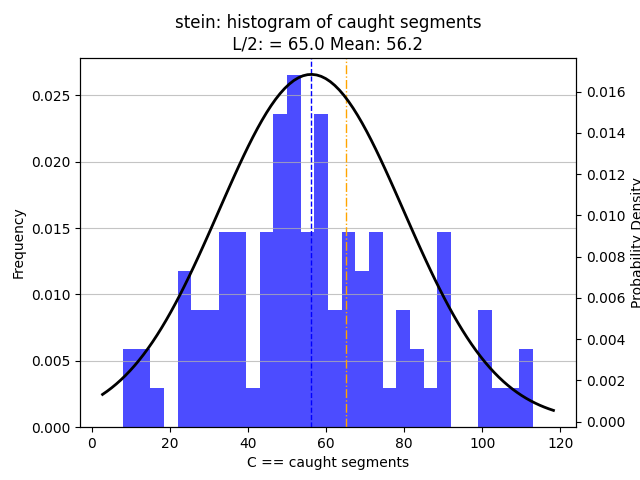 stein: histogram of caught segments
L/2: = 65.0 Mean: 56.2
Frequency
0.025
0.020
0.015
0.010
0.005
0.000
0.016
0.014
0.012
0.010
0.008
0.006
0.004
0.002
0.000
Probability Density
0 20 40 60 80 100 120
C == caught segments